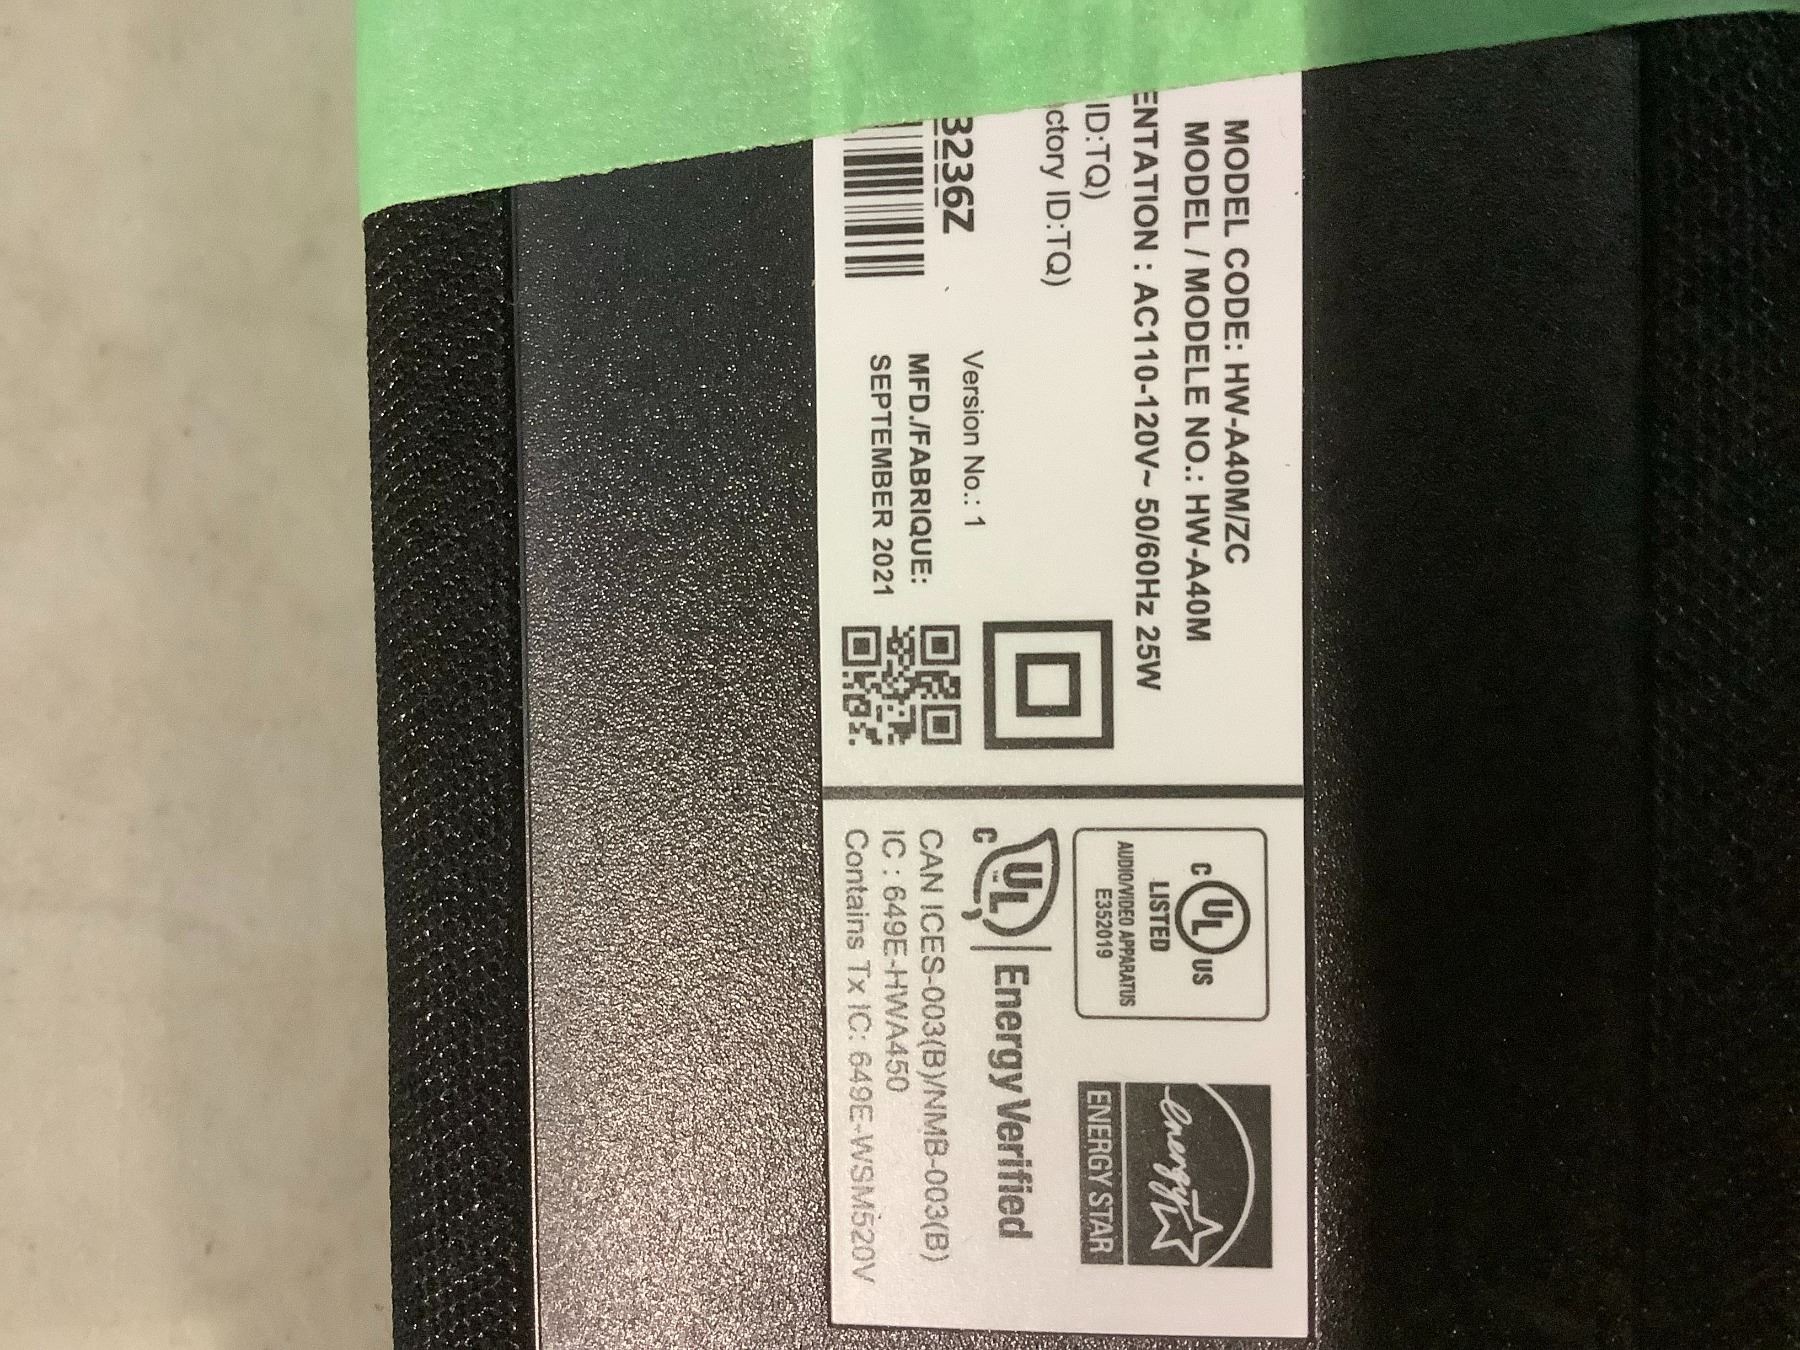 MODEL CODE: HW-A40M/ZC
MODEL / MODELE NO.: HW-A40M
ENTATION : AC110-120V~ 50/60Hz 25W
ID:TQ)
ctory ID:TQ)
3236Z
Version No.: 1
MFD./FABRIQUE:
SEPTEMBER 2021
C UL US
LISTED
AUDIO/VIDEO APPARATUS
E352019
energy
ENERGY STAR
C UL Energy Verified
CAN ICES-003(B)/NMB-003(B)
IC : 649E-HWA450
Contains Tx IC: 649E-WSM520V